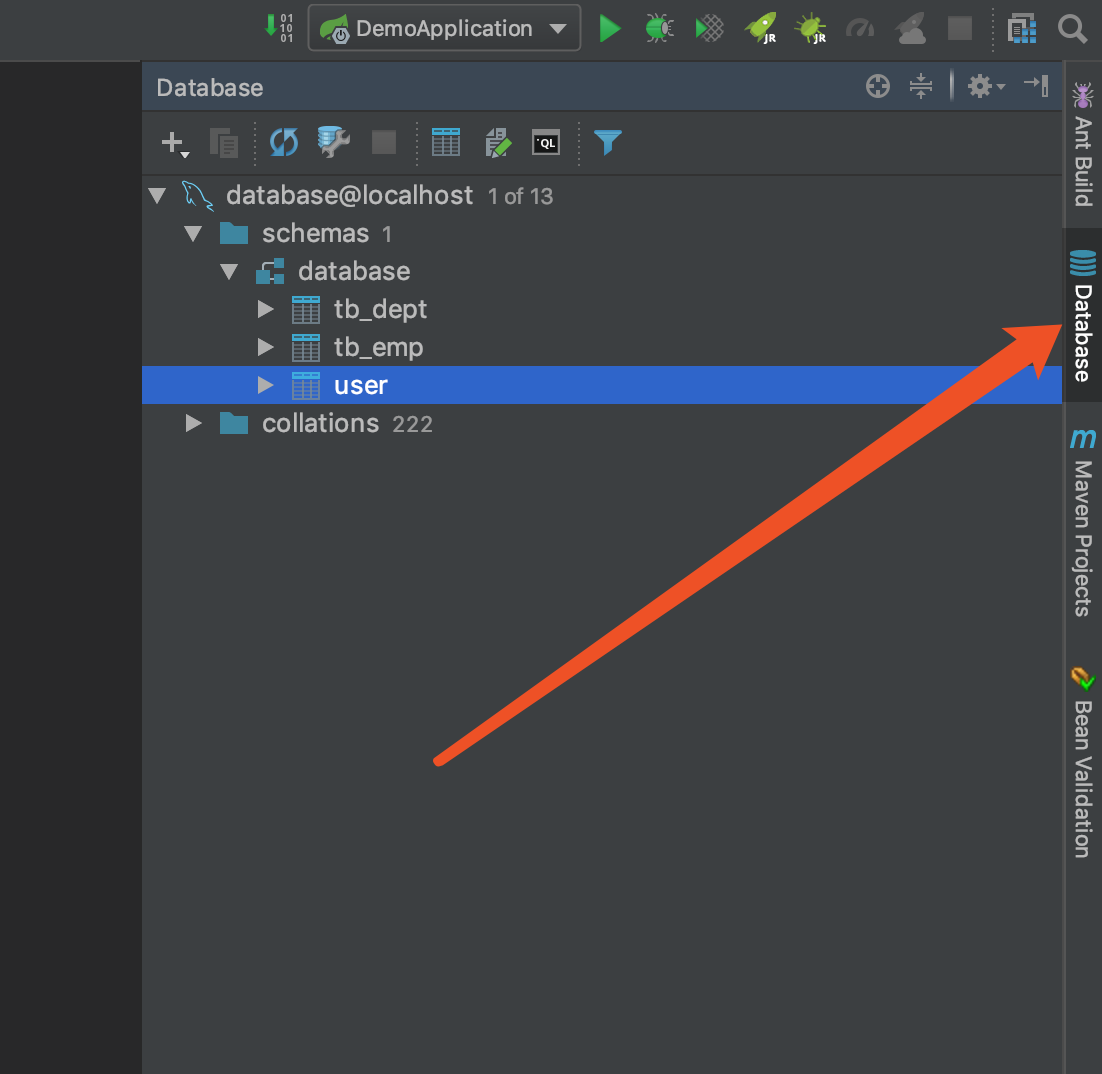 01
10
01
DemoApplication
JR
JR
Database
QL
database@localhost 1 of 13
schemas 1
database
tb_dept
tb_emp
user
collations 222
Ant Build
Database
m
Maven Projects
Bean Validation